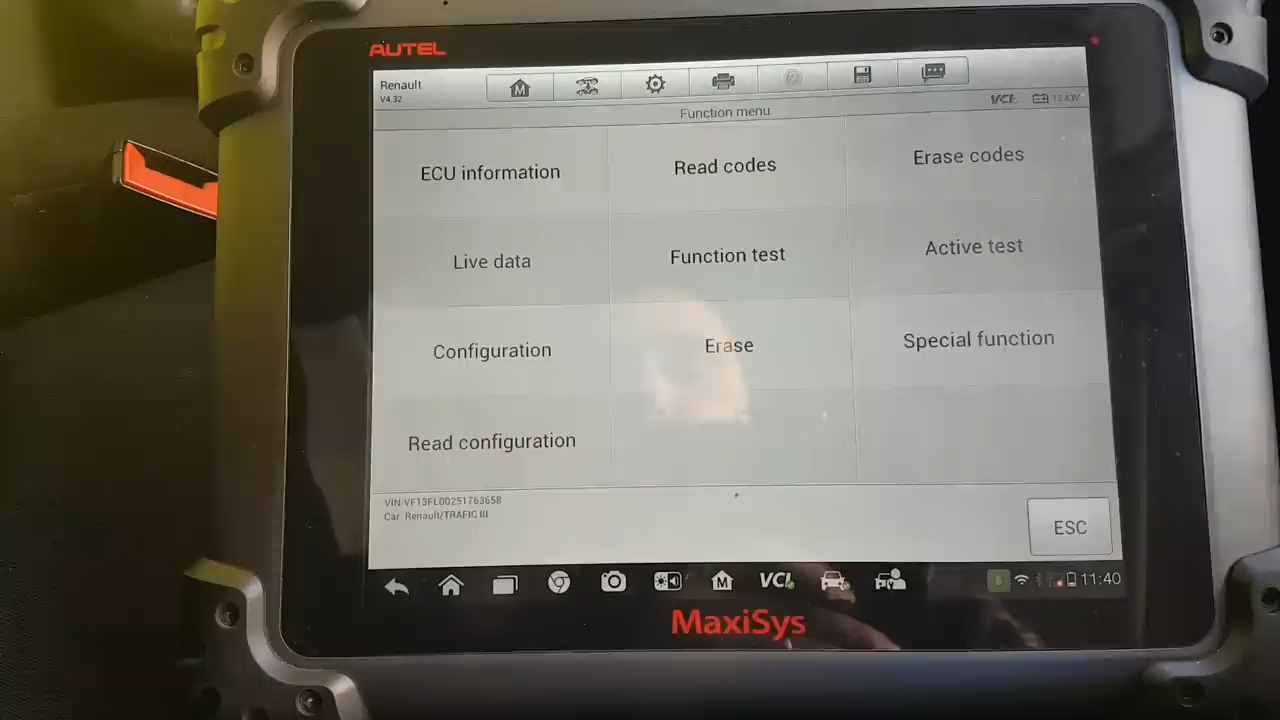 AUTEL
Renault
V4.32
VCI
Function menu
ECU information
Read codes
Erase codes
Live data
Function test
Active test
Configuration
Erase
Special function
Read configuration
VIN:VF13FL00251763658
Car: Renault/TRAFIC III
ESC
VCI
11:40
MaxiSys